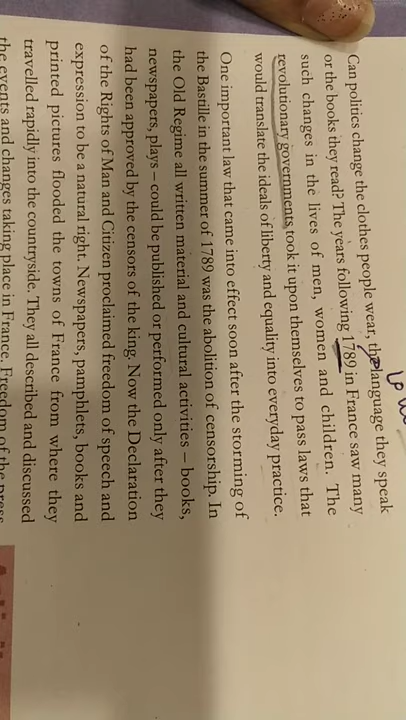 Can politics change the clothes people wear, the language they speak
or the books they read? The years following 1789 in France saw many
such changes in the lives of men, women and children. The
revolutionary governments took it upon themselves to pass laws that
would translate the ideals of liberty and equality into everyday practice.
One important law that came into effect soon after the storming of
the Bastille in the summer of 1789 was the abolition of censorship. In
the Old Regime all written material and cultural activities – books,
newspapers, plays – could be published or performed only after they
had been approved by the censors of the king. Now the Declaration
of the Rights of Man and Citizen proclaimed freedom of speech and
expression to be a natural right. Newspapers, pamphlets, books and
printed pictures flooded the towns of France from where they
travelled rapidly into the countryside. They all described and discussed
the events and changes taking place in France. Freedom of the press